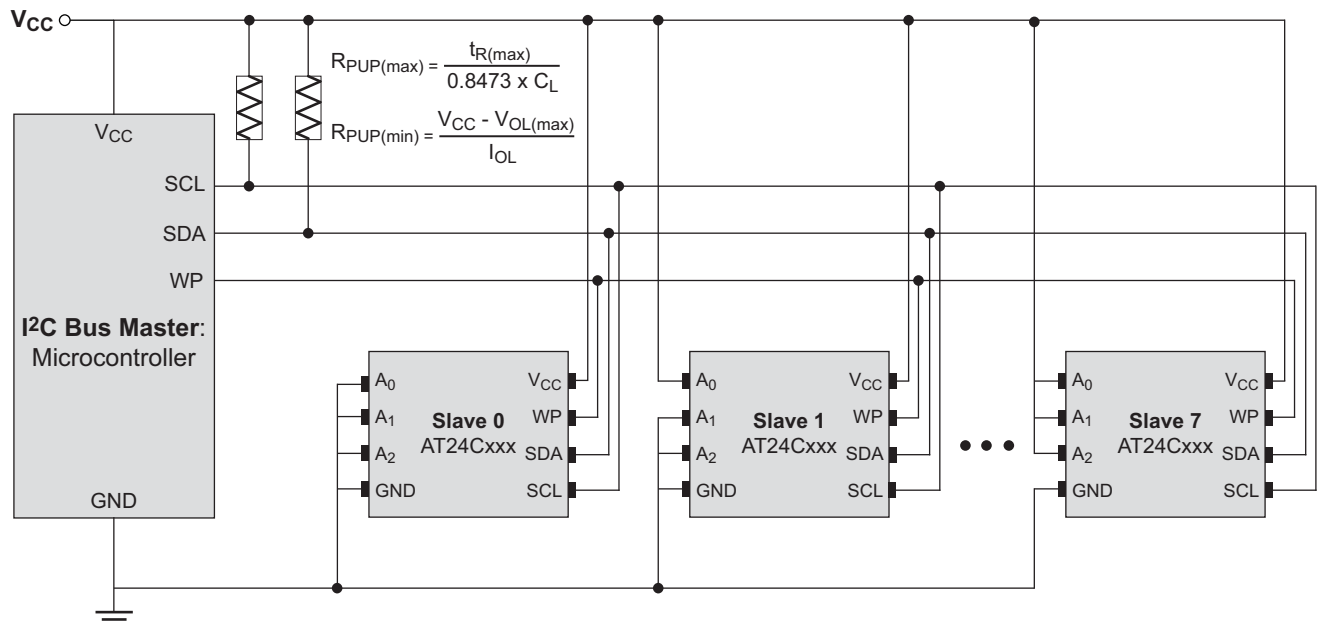 VCC
RPUP(max) = tR(max)
0.8473 x CL
RPUP(min) = VCC - VOL(max)
IOL
VCC
SCL
SDA
WP
I2C Bus Master:
Microcontroller
GND
A0
A1
A2
GND
Slave 0
AT24Cxxx
VCC
WP
SDA
SCL
A0
A1
A2
GND
Slave 1
AT24Cxxx
VCC
WP
SDA
SCL
A0
A1
A2
GND
Slave 7
AT24Cxxx
VCC
WP
SDA
SCL